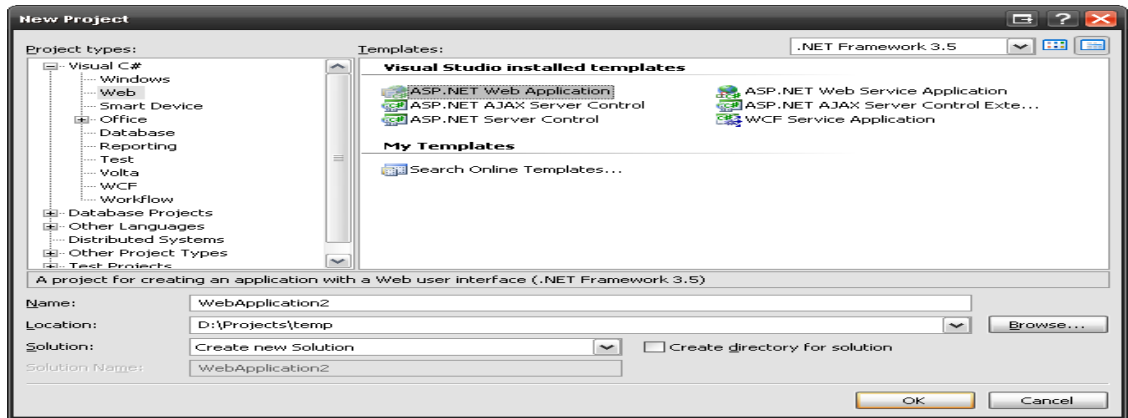 New Project
Project types:
Templates:
.NET Framework 3.5
Visual C#
Windows
Web
Smart Device
Office
Database
Reporting
Test
Volta
WCF
Workflow
Database Projects
Other Languages
Distributed Systems
Other Project Types
Test Projects
Visual Studio installed templates
ASP.NET Web Application
ASP.NET Web Service Application
ASP.NET AJAX Server Control
ASP.NET AJAX Server Control Exte...
ASP.NET Server Control
WCF Service Application
My Templates
Search Online Templates...
A project for creating an application with a Web user interface (.NET Framework 3.5)
Name:
WebApplication2
Location:
D:\Projects\temp
Browse...
Solution:
Create new Solution
Create directory for solution
Solution Name:
WebApplication2
OK
Cancel